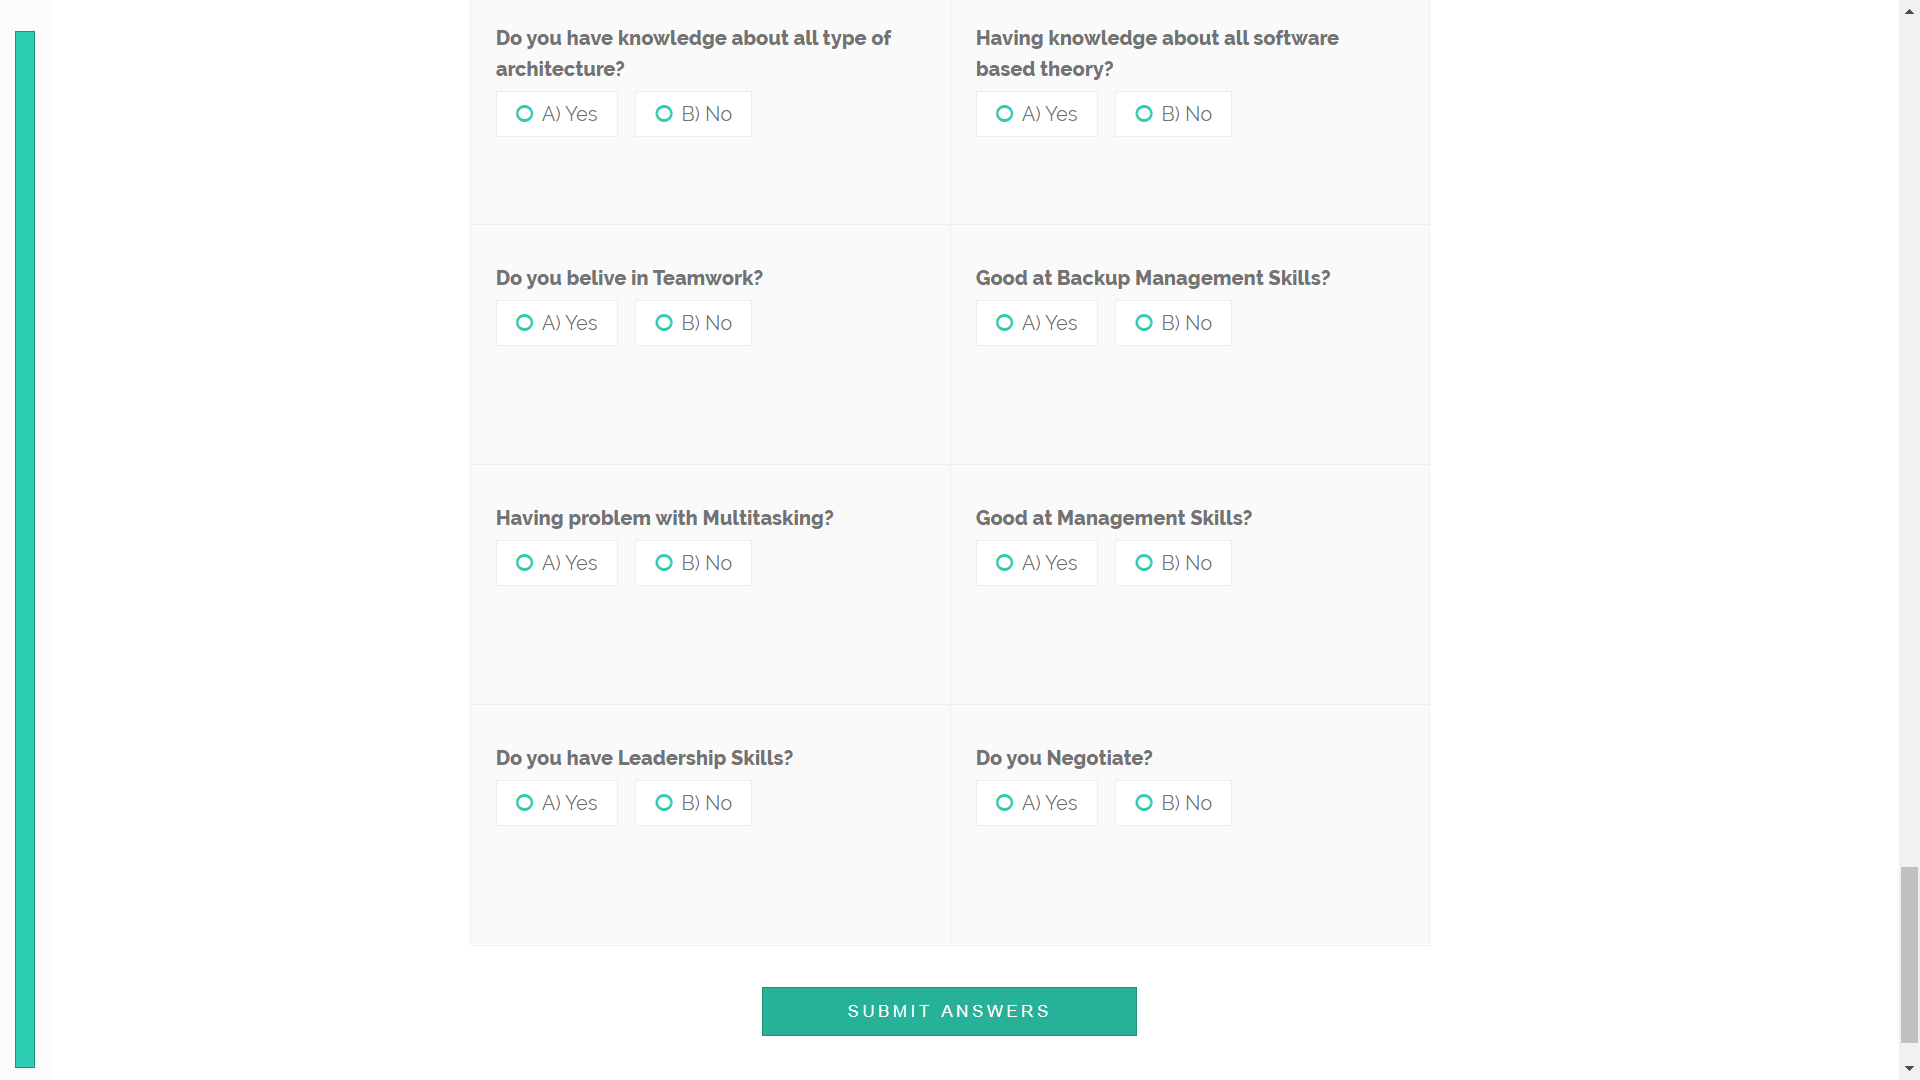 Do you have knowledge about all type of
architecture?
A) Yes
B) No
Having knowledge about all software
based theory?
A) Yes
B) No
Do you belive in Teamwork?
A) Yes
B) No
Good at Backup Management Skills?
A) Yes
B) No
Having problem with Multitasking?
A) Yes
B) No
Good at Management Skills?
A) Yes
B) No
Do you have Leadership Skills?
A) Yes
B) No
Do you Negotiate?
A) Yes
B) No
SUBMIT ANSWERS